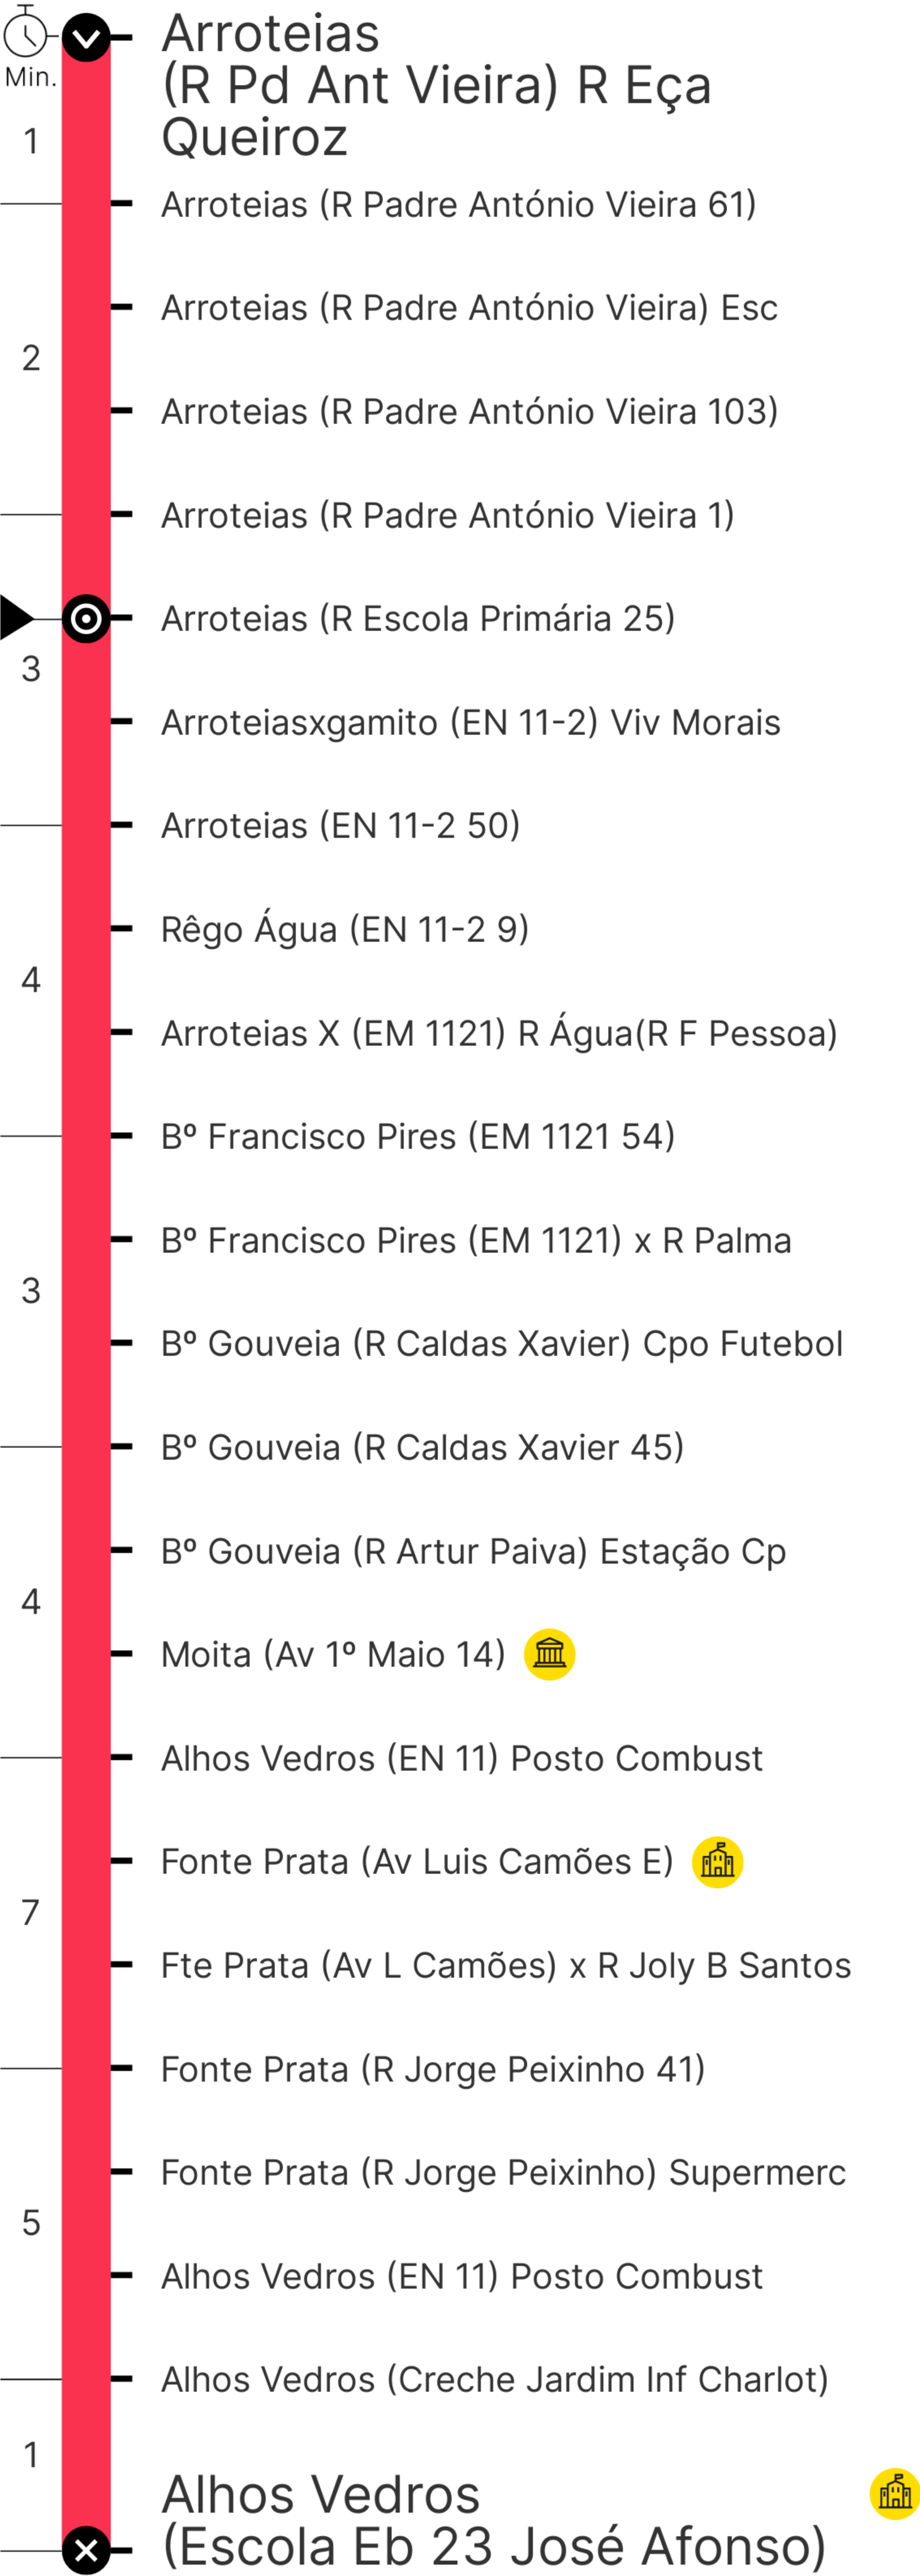 Min.
Arroteias
(R Pd Ant Vieira) R Eça
Queiroz
1
Arroteias (R Padre António Vieira 61)
Arroteias (R Padre António Vieira) Esc
2
Arroteias (R Padre António Vieira 103)
Arroteias (R Padre António Vieira 1)
Arroteias (R Escola Primária 25)
3
Arroteiasxgamito (EN 11-2) Viv Morais
Arroteias (EN 11-2 50)
Rêgo Água (EN 11-2 9)
4
Arroteias X (EM 1121) R Água(R F Pessoa)
Bº Francisco Pires (EM 1121 54)
Bº Francisco Pires (EM 1121) x R Palma
3
Bº Gouveia (R Caldas Xavier) Cpo Futebol
Bº Gouveia (R Caldas Xavier 45)
Bº Gouveia (R Artur Paiva) Estação Cp
4
Moita (Av 1º Maio 14)
Alhos Vedros (EN 11) Posto Combust
Fonte Prata (Av Luis Camões E)
7
Fte Prata (Av L Camões) x R Joly B Santos
Fonte Prata (R Jorge Peixinho 41)
Fonte Prata (R Jorge Peixinho) Supermerc
5
Alhos Vedros (EN 11) Posto Combust
Alhos Vedros (Creche Jardim Inf Charlot)
1
Alhos Vedros
(Escola Eb 23 José Afonso)